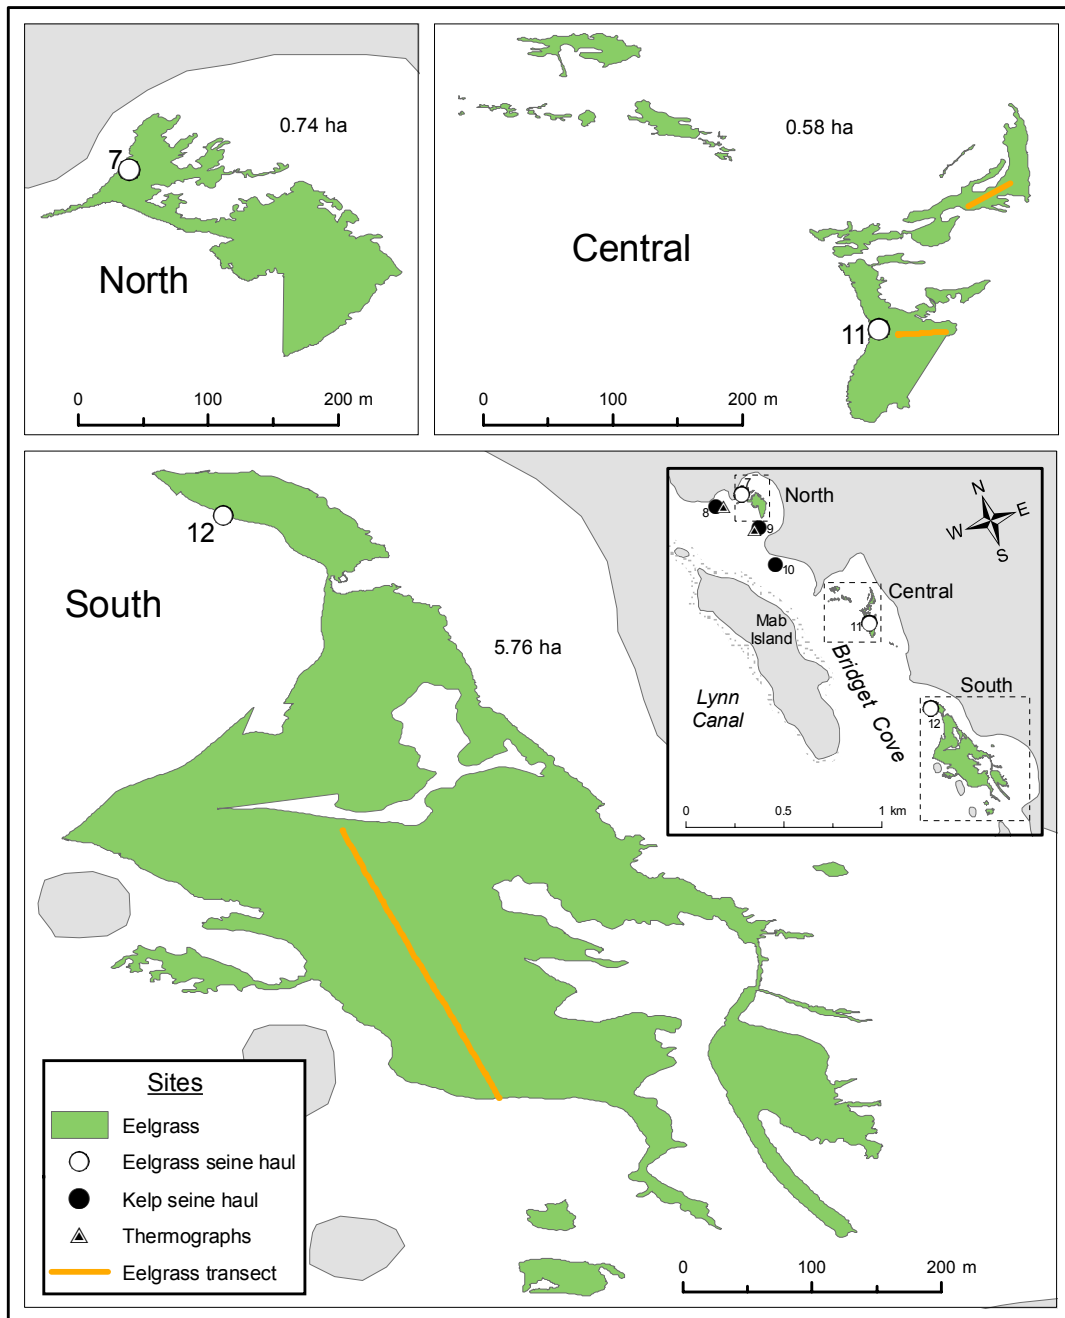 0.74 ha
7
North
0 100 200 m
0.58 ha
Central
11
0 100 200 m
12
South
5.76 ha
7
North
8
9
10
N
W E
S
Central
11
Mab
Island
Bridget Cove
Lynn
Canal
South
12
0 0.5 1 km
Sites
Eelgrass
Eelgrass seine haul
Kelp seine haul
Thermographs
Eelgrass transect
0 100 200 m